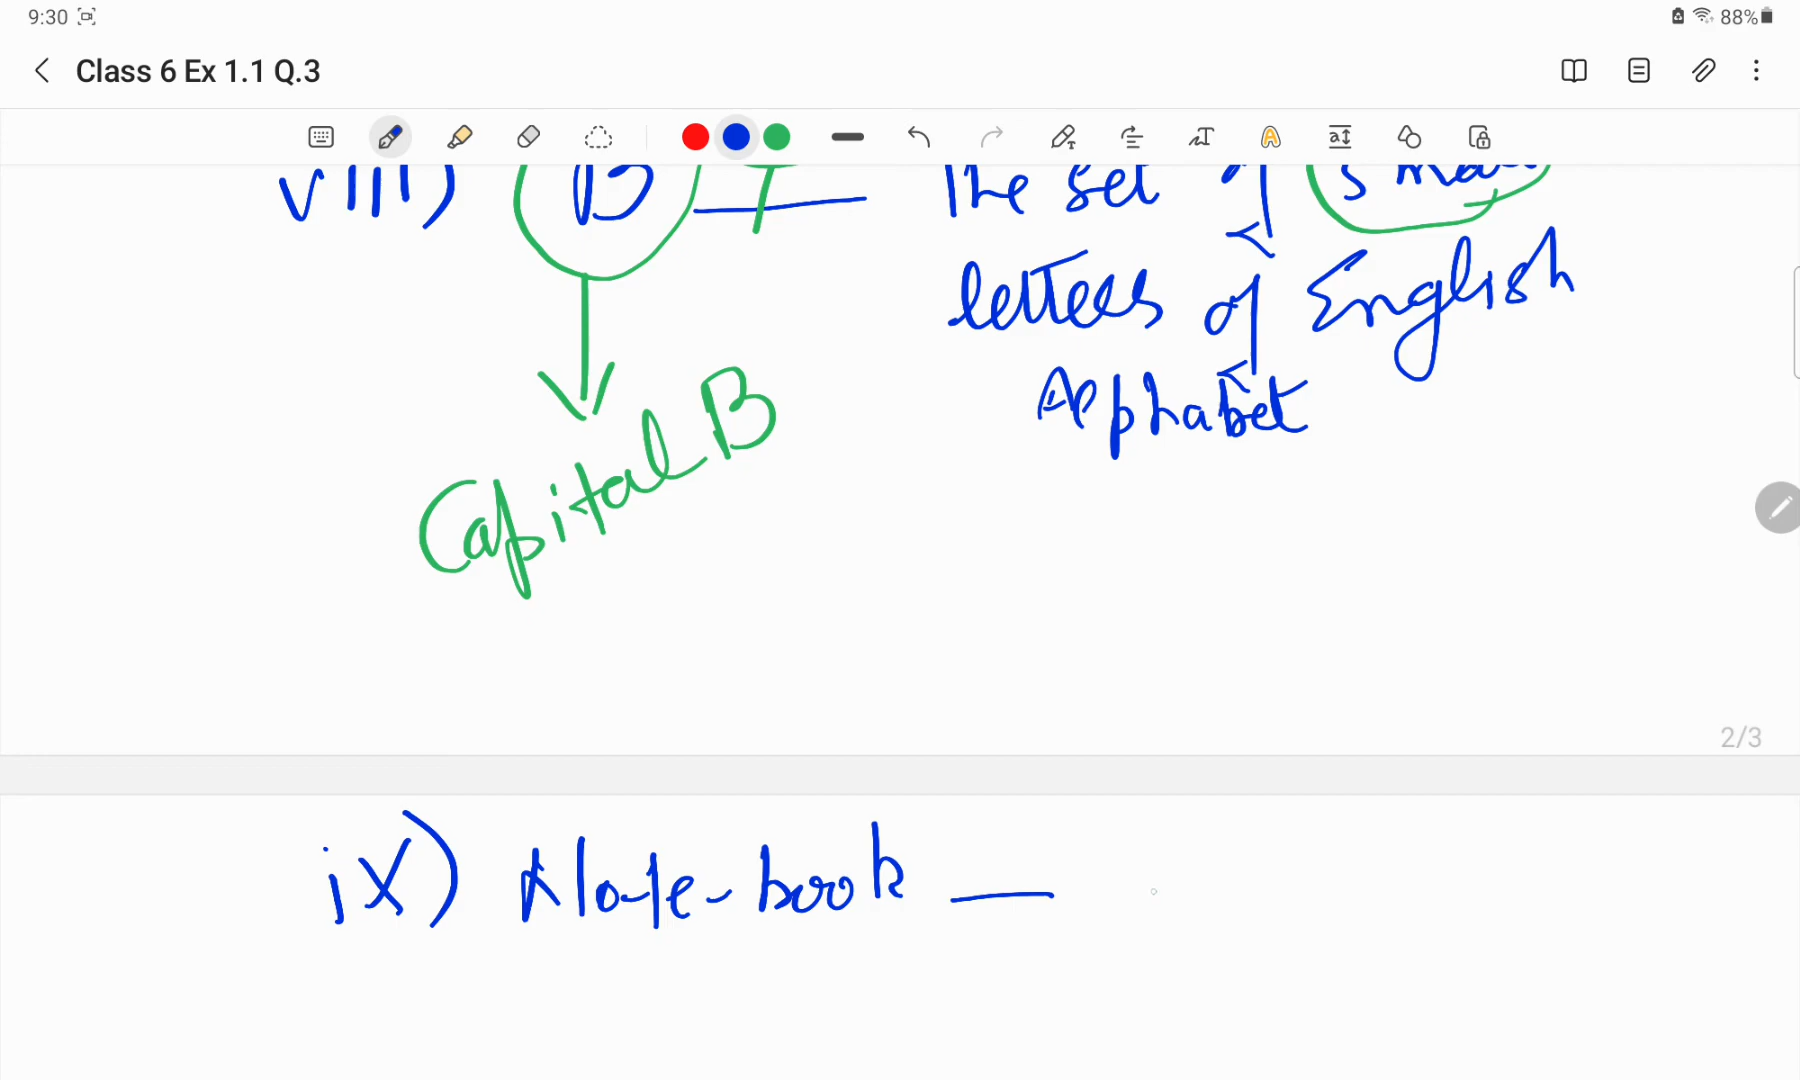 9:30 88%
Class 6 Ex 1.1 Q.3
viii) B ∉ The set of small
letters of English
Alphabet
Capital B
2/3
ix) Note-book —